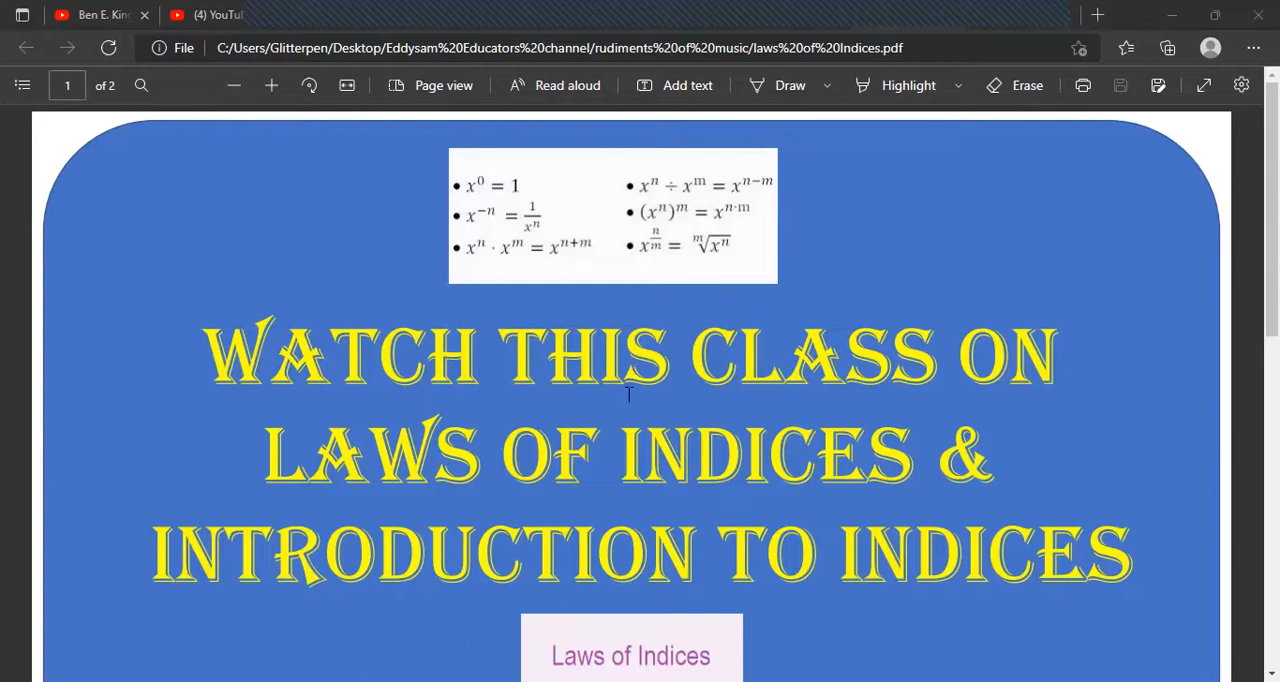 Ben E. Kin
(4) YouTu
File
C:/Users/Glitterpen/Desktop/Eddysam%20Educators%20channel/rudiments%20of%20music/laws%20of%20Indices.pdf
1 of 2
Page view
Read aloud
Add text
Draw
Highlight
Erase
• x⁰ = 1
• x⁻ⁿ = 1/xⁿ
• xⁿ · xᵐ = xⁿ⁺ᵐ
• xⁿ ÷ xᵐ = xⁿ⁻ᵐ
• (xⁿ)ᵐ = xⁿ·ᵐ
• x^(n/m) = ᵐ√xⁿ
WATCH THIS CLASS ON
LAWS OF INDICES &
INTRODUCTION TO INDICES
Laws of Indices